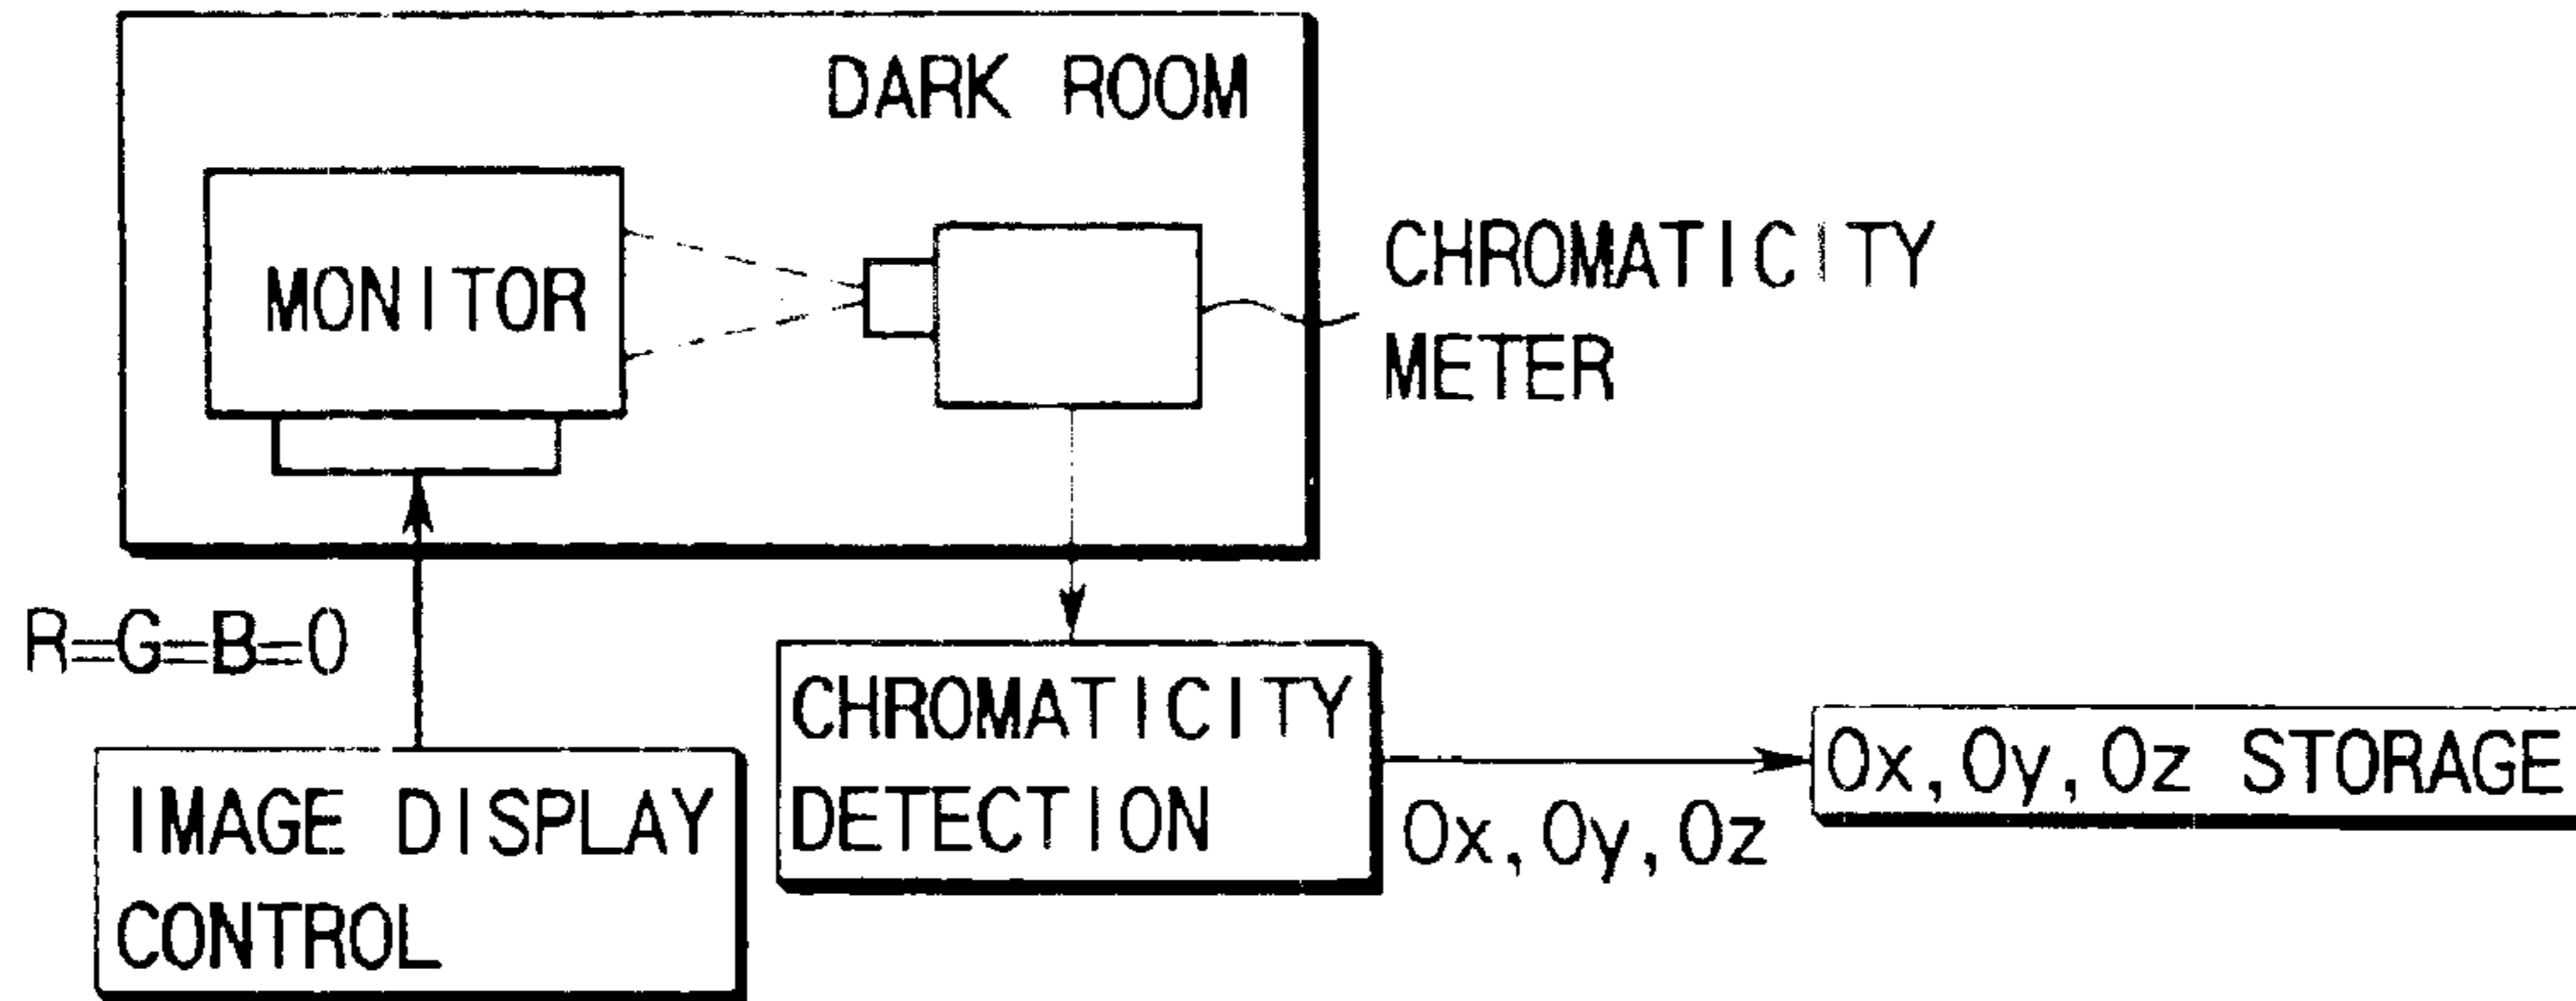 DARK ROOM
MONITOR
CHROMATICITY
METER
R=G=B=0
CHROMATICITY
DETECTION
IMAGE DISPLAY
CONTROL
Ox, Oy, Oz
Ox, Oy, Oz STORAGE